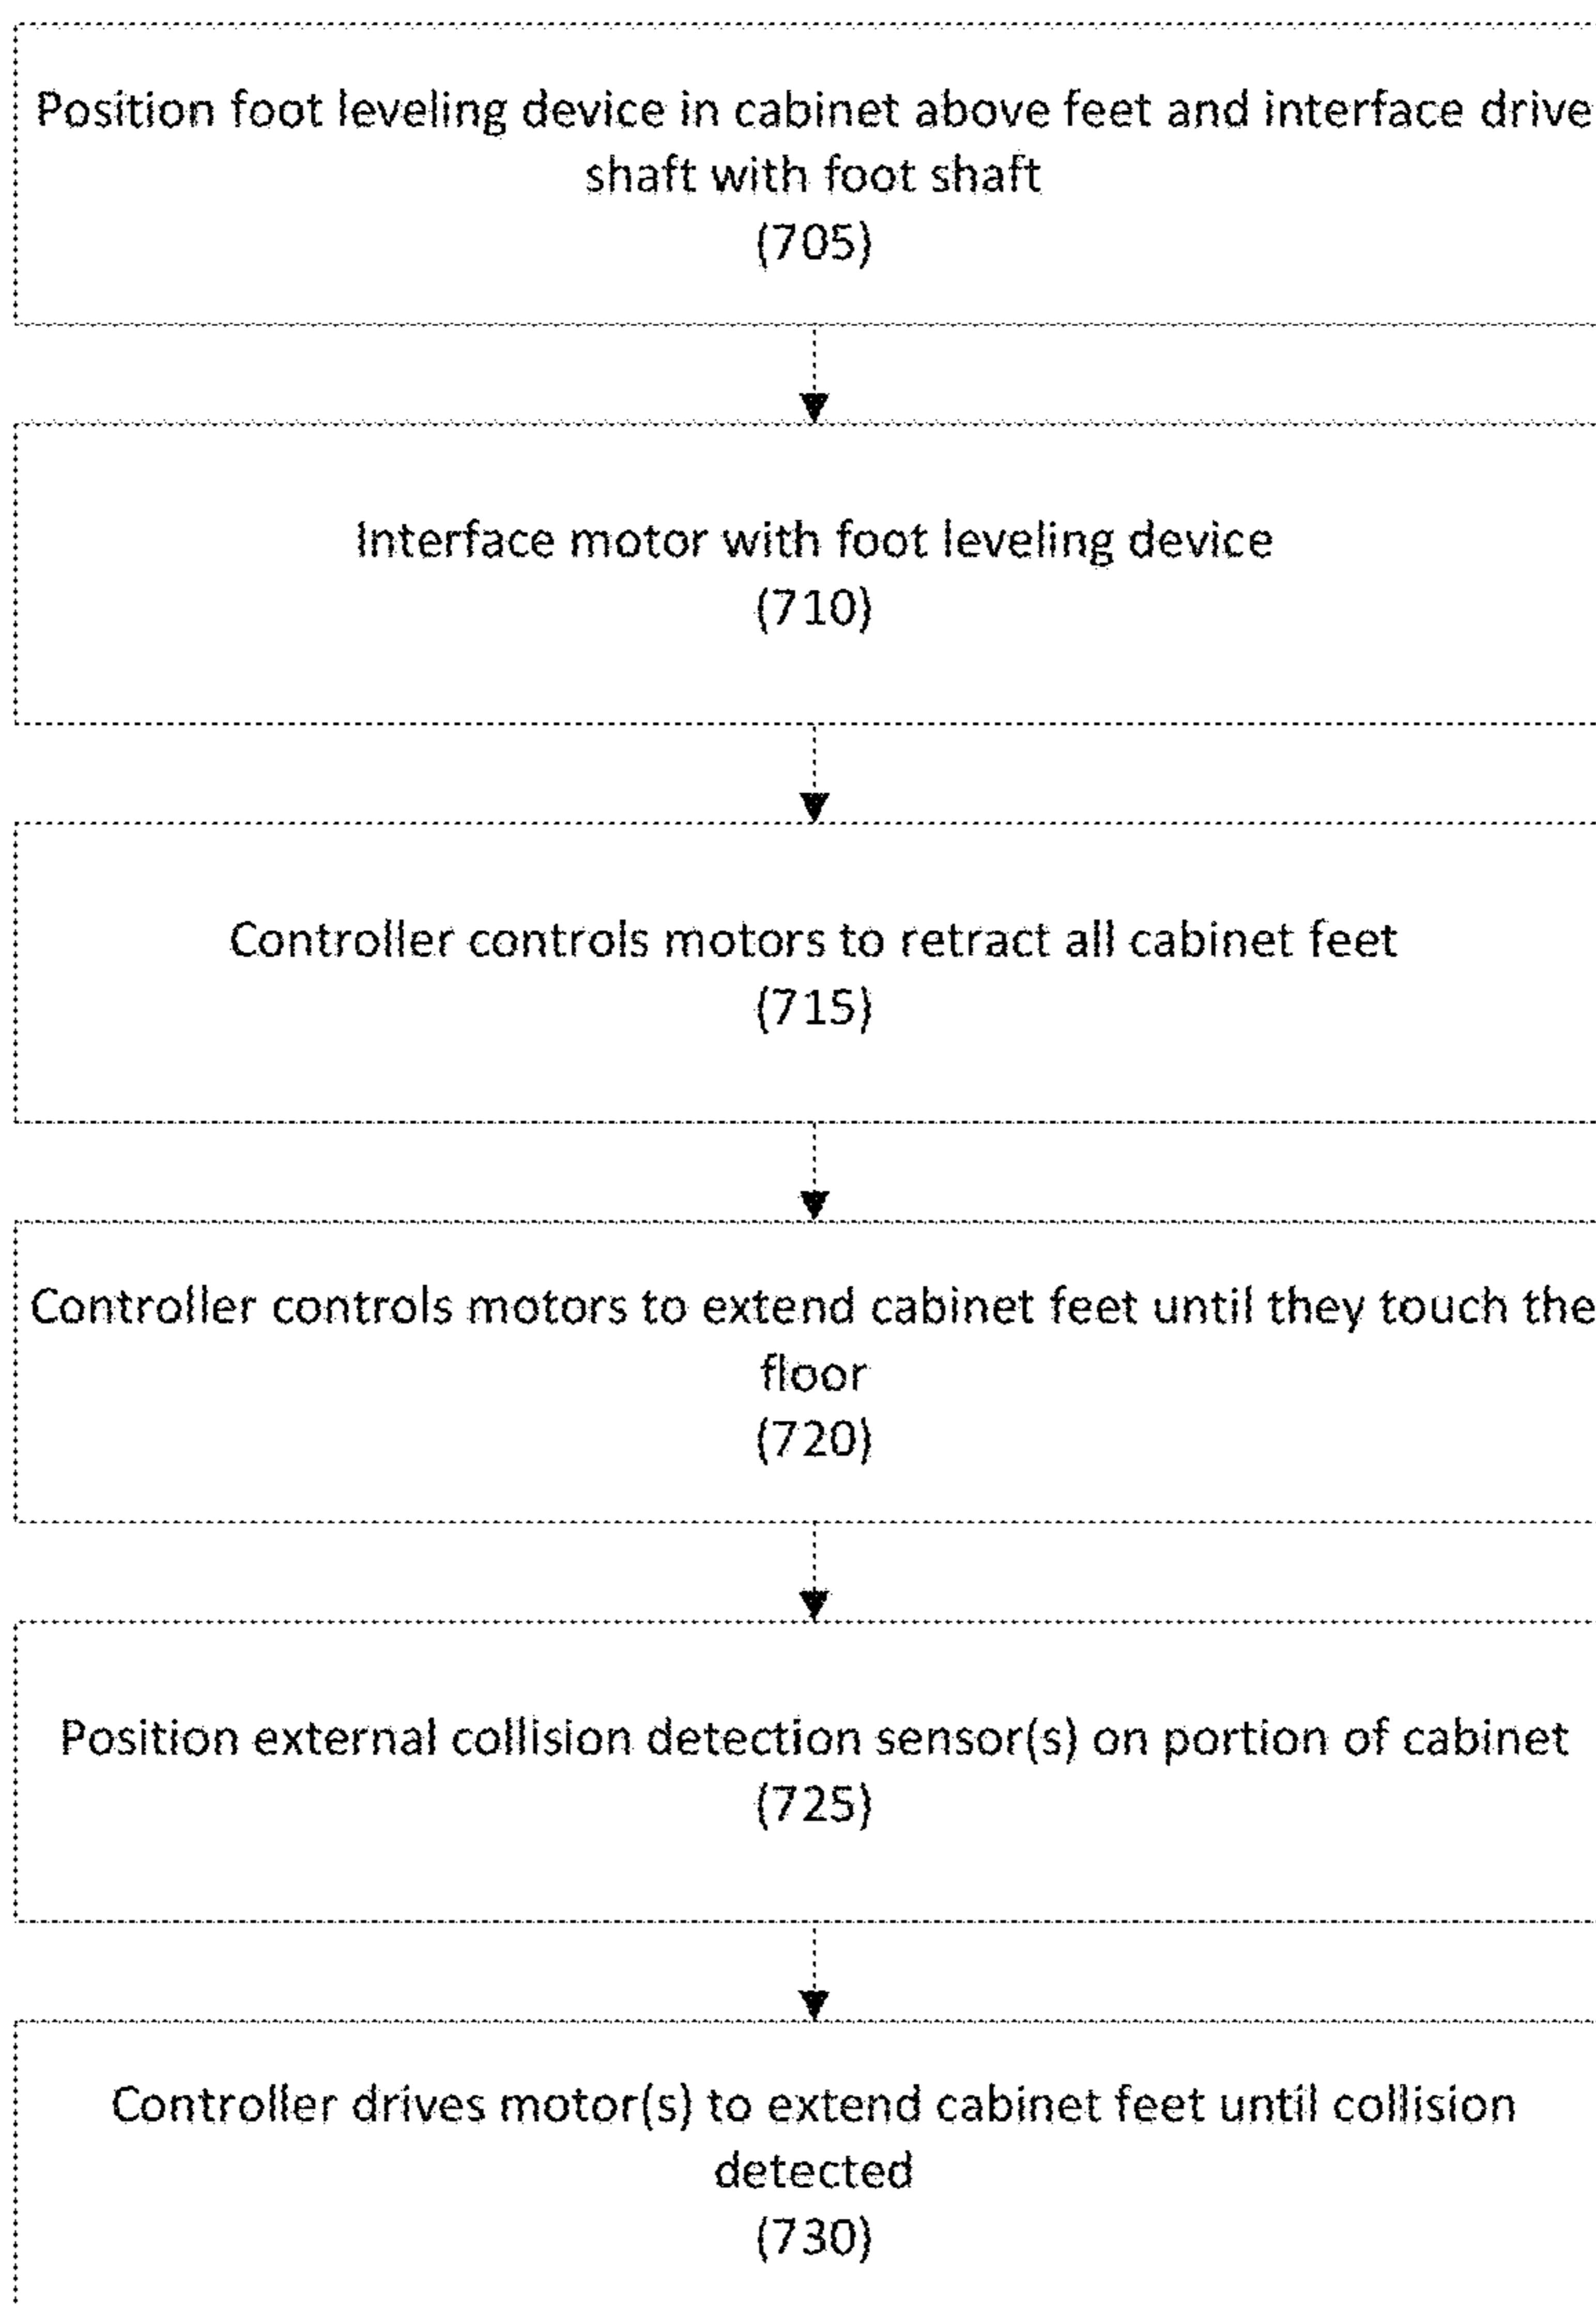 Position foot leveling device in cabinet above feet and interface drive
shaft with foot shaft
(705)
Interface motor with foot leveling device
(710)
Controller controls motors to retract all cabinet feet
(715)
Controller controls motors to extend cabinet feet until they touch the
floor
(720)
Position external collision detection sensor(s) on portion of cabinet
(725)
Controller drives motor(s) to extend cabinet feet until collision
detected
(730)